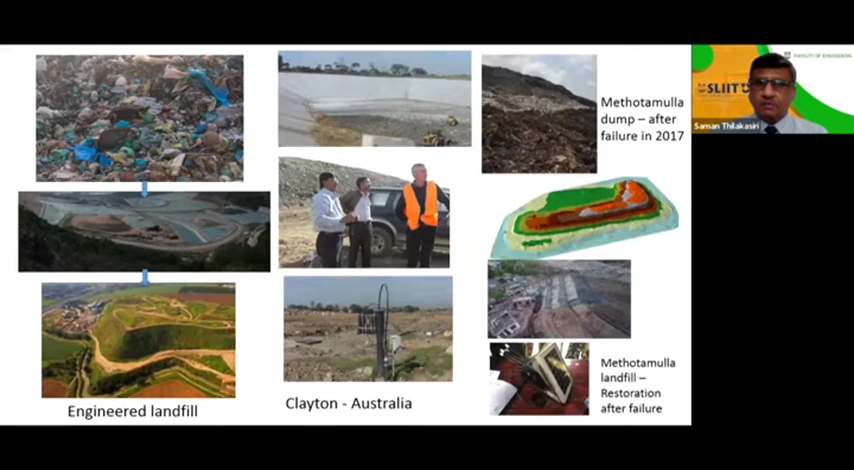 Methotamulla
dump – after
failure in 2017
FACULTY OF ENGINEERING
SLIIT
Saman Thilakasiri
Methotamulla
landfill –
Restoration
after failure
Clayton - Australia
Engineered landfill